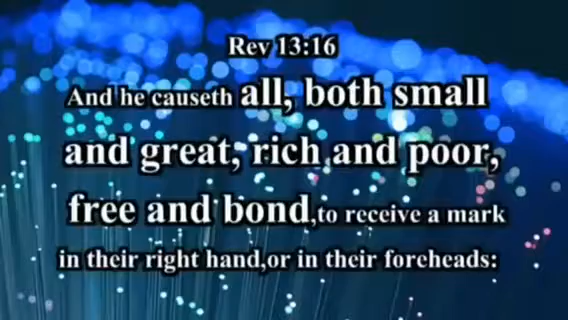 Rev 13:16
And he causeth all, both small
and great, rich and poor,
free and bond,to receive a mark
in their right hand,or in their foreheads: